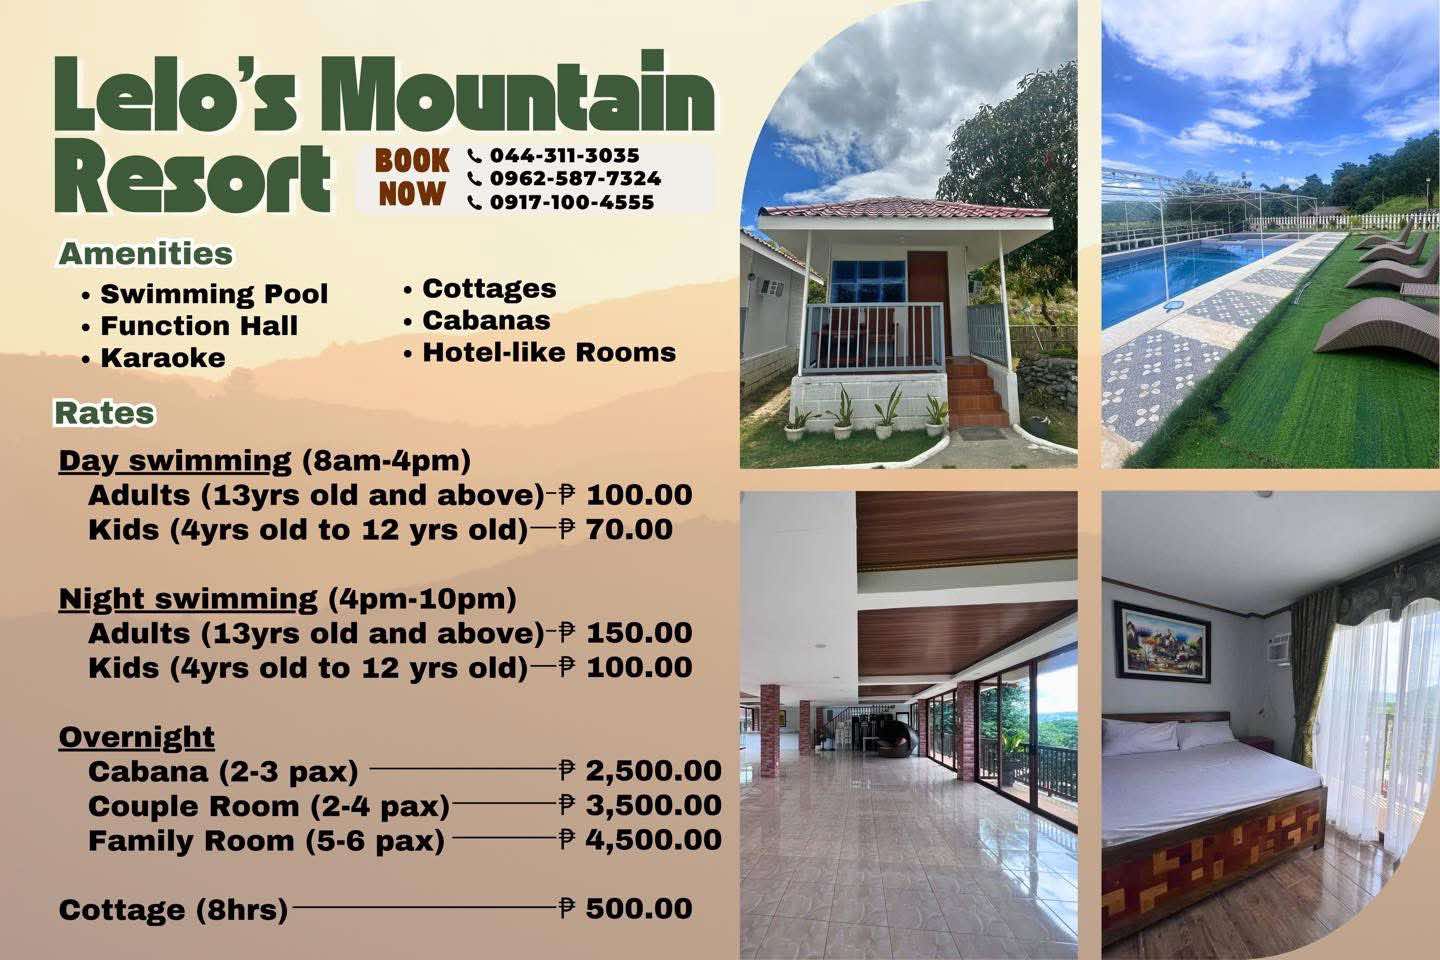 Lelo's Mountain
Resort
BOOK
NOW
044-311-3035
0962-587-7324
0917-100-4555
Amenities
• Swimming Pool
• Function Hall
• Karaoke
• Cottages
• Cabanas
• Hotel-like Rooms
Rates
Day swimming (8am-4pm)
Adults (13yrs old and above)-₱ 100.00
Kids (4yrs old to 12 yrs old)—₱ 70.00
Night swimming (4pm-10pm)
Adults (13yrs old and above)-₱ 150.00
Kids (4yrs old to 12 yrs old)—₱ 100.00
Overnight
Cabana (2-3 pax) ———₱ 2,500.00
Couple Room (2-4 pax)———₱ 3,500.00
Family Room (5-6 pax) ———₱ 4,500.00
Cottage (8hrs)———₱ 500.00